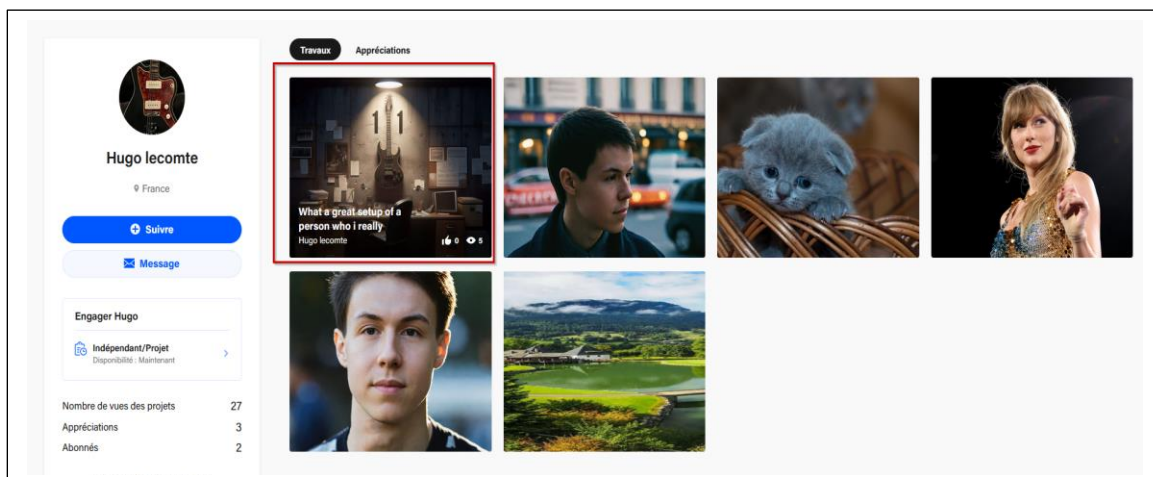 Travaux Appréciations
Hugo lecomte
France
Suivre
Message
Engager Hugo
Indépendant/Projet
Disponibilité : Maintenant
Nombre de vues des projets 27
Appréciations 3
Abonnés 2
11
What a great setup of a
person who i really
Hugo lecomte 0 5